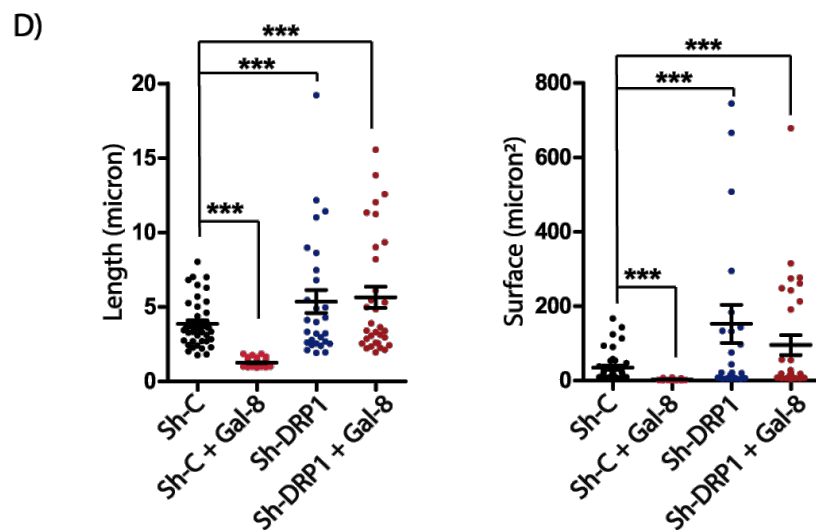 D)
***
***
***
20
15
10
5
0
Length (micron)
Sh-C
Sh-C + Gal-8
Sh-DRP1
Sh-DRP1 + Gal-8
***
***
***
800
600
400
200
0
Surface (micron²)
Sh-C
Sh-C + Gal-8
Sh-DRP1
Sh-DRP1 + Gal-8